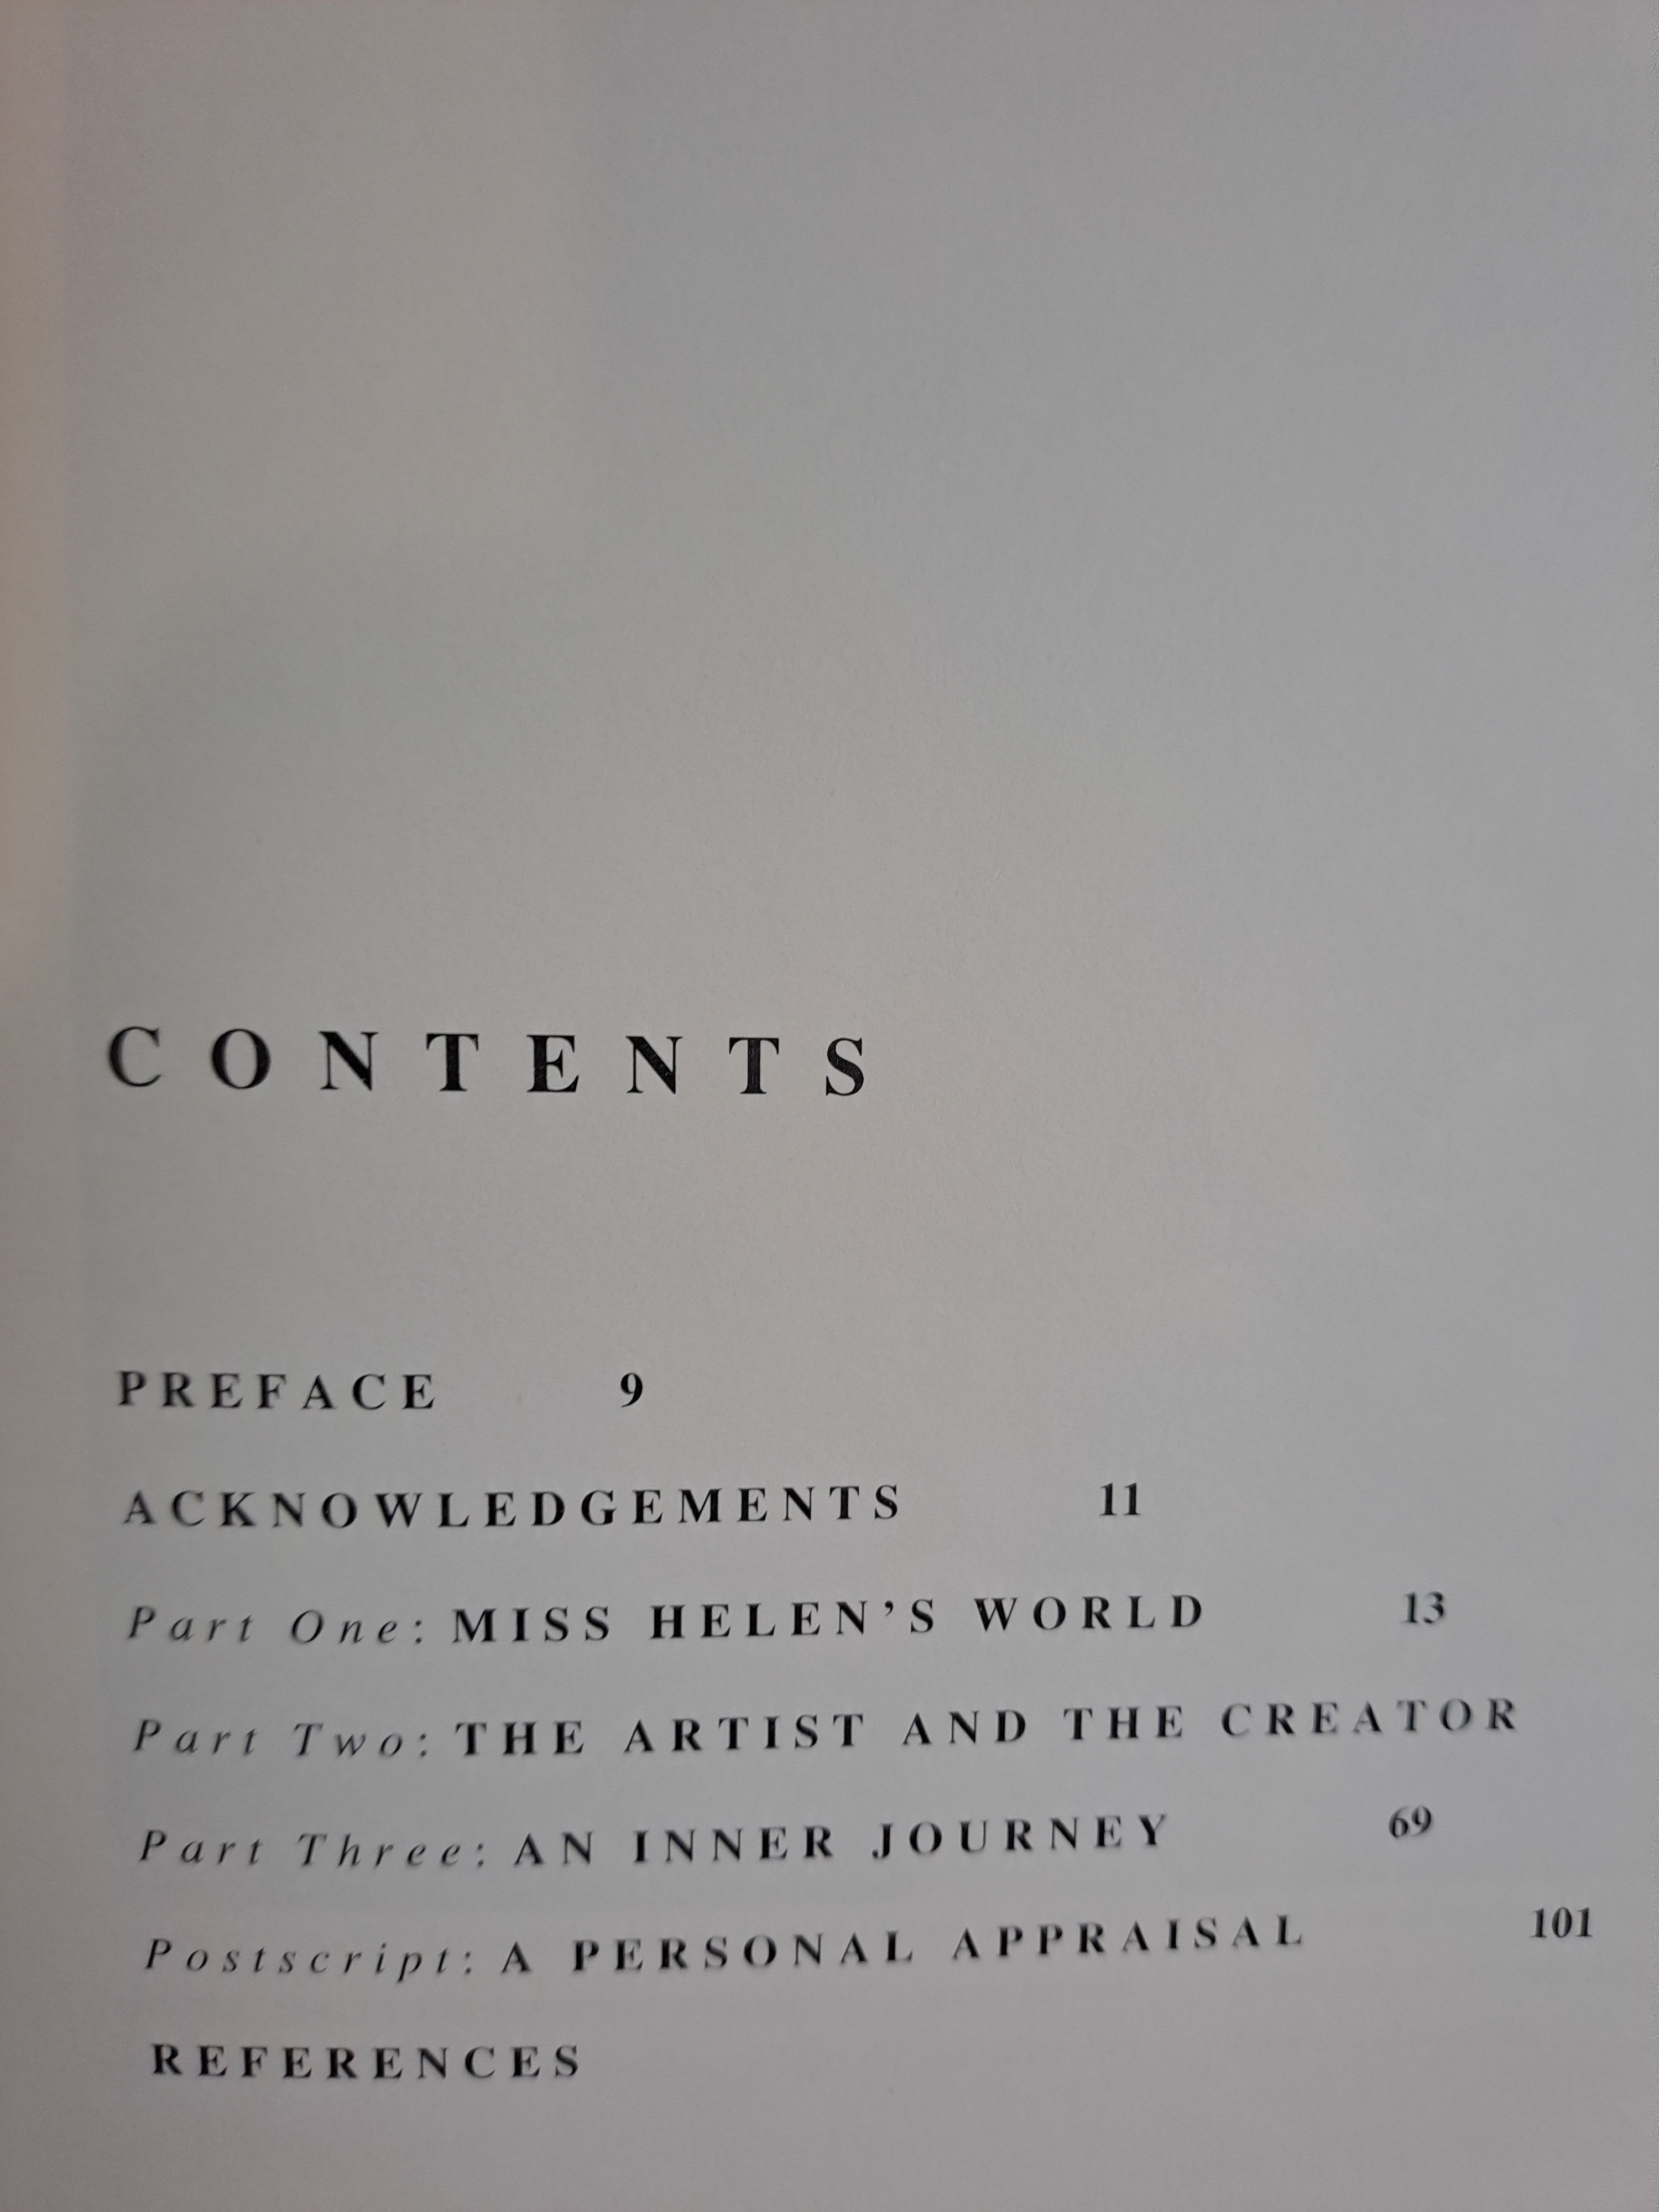 CONTENTS
PREFACE 9
ACKNOWLEDGEMENTS 11
Part One: MISS HELEN’S WORLD 13
Part Two: THE ARTIST AND THE CREATOR
Part Three: AN INNER JOURNEY 69
Postscript: A PERSONAL APPRAISAL 101
REFERENCES